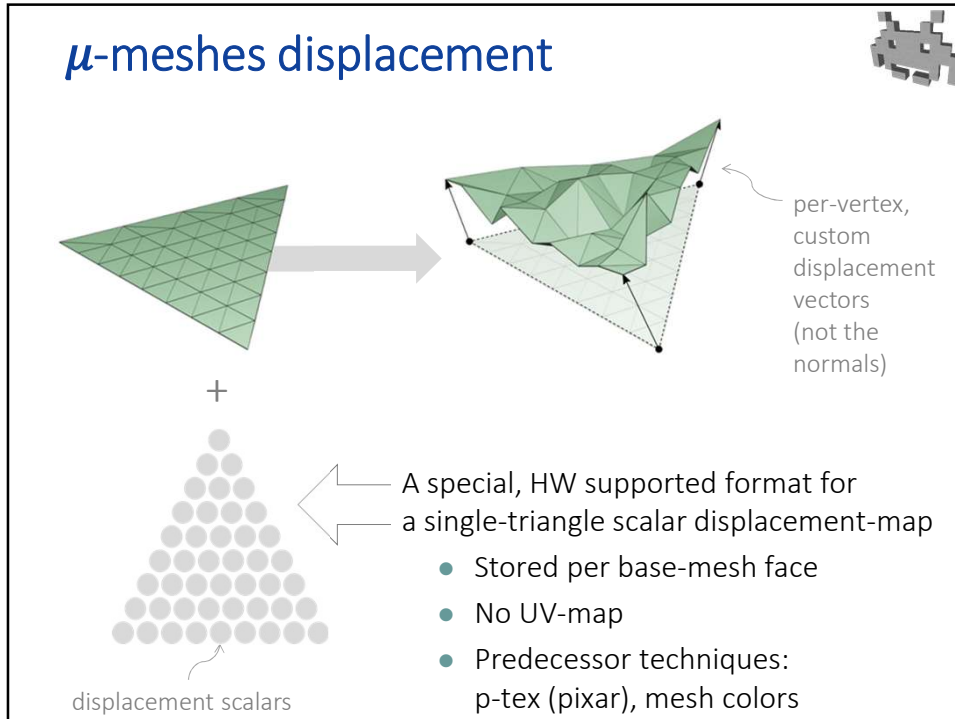 μ-meshes displacement
per-vertex,
custom
displacement
vectors
(not the
normals)
+
A special, HW supported format for
a single-triangle scalar displacement-map
● Stored per base-mesh face
● No UV-map
● Predecessor techniques:
p-tex (pixar), mesh colors
displacement scalars